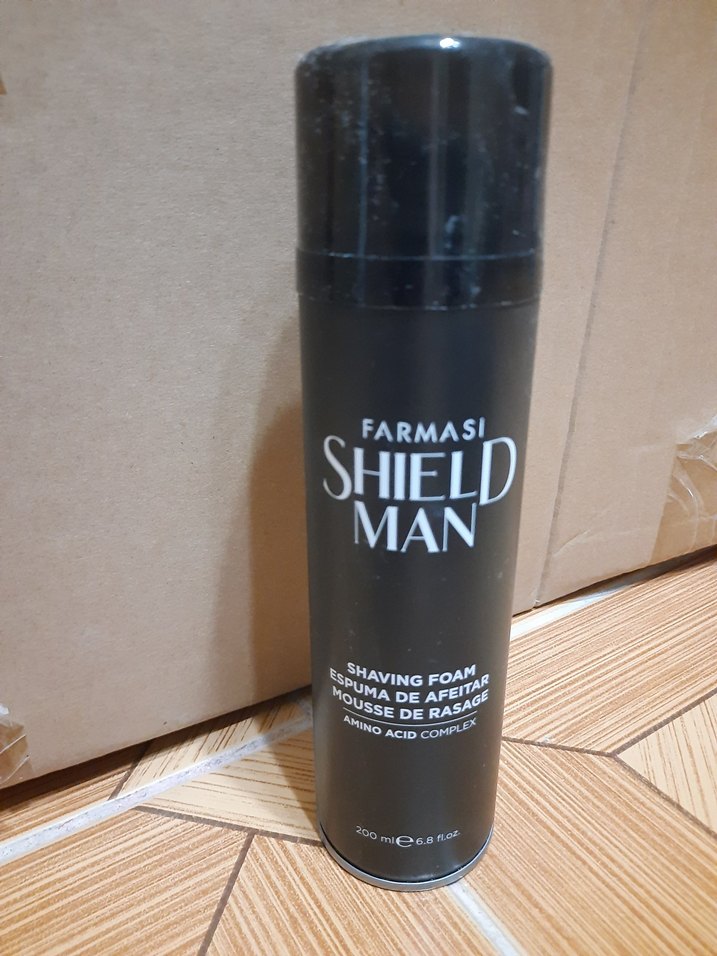 FARMASI
SHIELD
MAN
SHAVING FOAM
ESPUMA DE AFEITAR
MOUSSE DE RASAGE
AMINO ACID COMPLEX
200 ml ℮ 6.8 fl.oz.